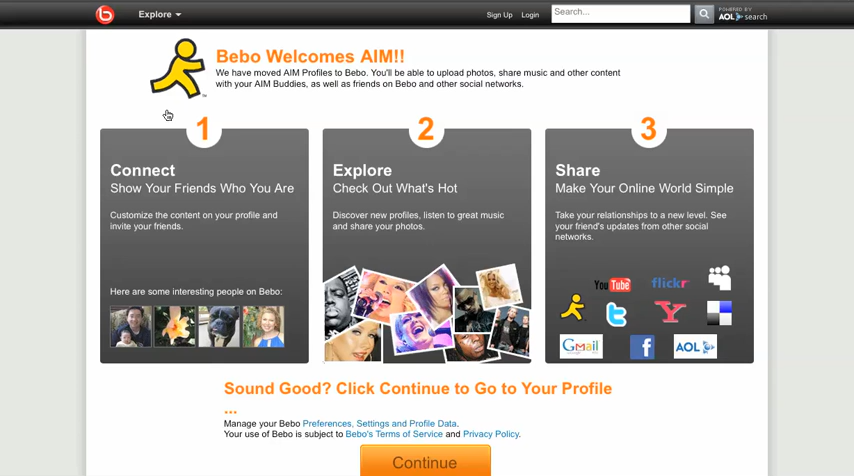 Explore
Sign Up Login
Search...
POWERED BY
AOL search
Bebo Welcomes AIM!!
We have moved AIM Profiles to Bebo. You'll be able to upload photos, share music and other content
with your AIM Buddies, as well as friends on Bebo and other social networks.
TM
1
Connect
Show Your Friends Who You Are
Customize the content on your profile and
invite your friends.
Here are some interesting people on Bebo:
2
Explore
Check Out What's Hot
Discover new profiles, listen to great music
and share your photos.
3
Share
Make Your Online World Simple
Take your relationships to a new level. See
your friend's updates from other social
networks.
YouTube flickr
t Y!
Gmail f AOL
Sound Good? Click Continue to Go to Your Profile
...
Manage your Bebo Preferences, Settings and Profile Data.
Your use of Bebo is subject to Bebo's Terms of Service and Privacy Policy.
Continue